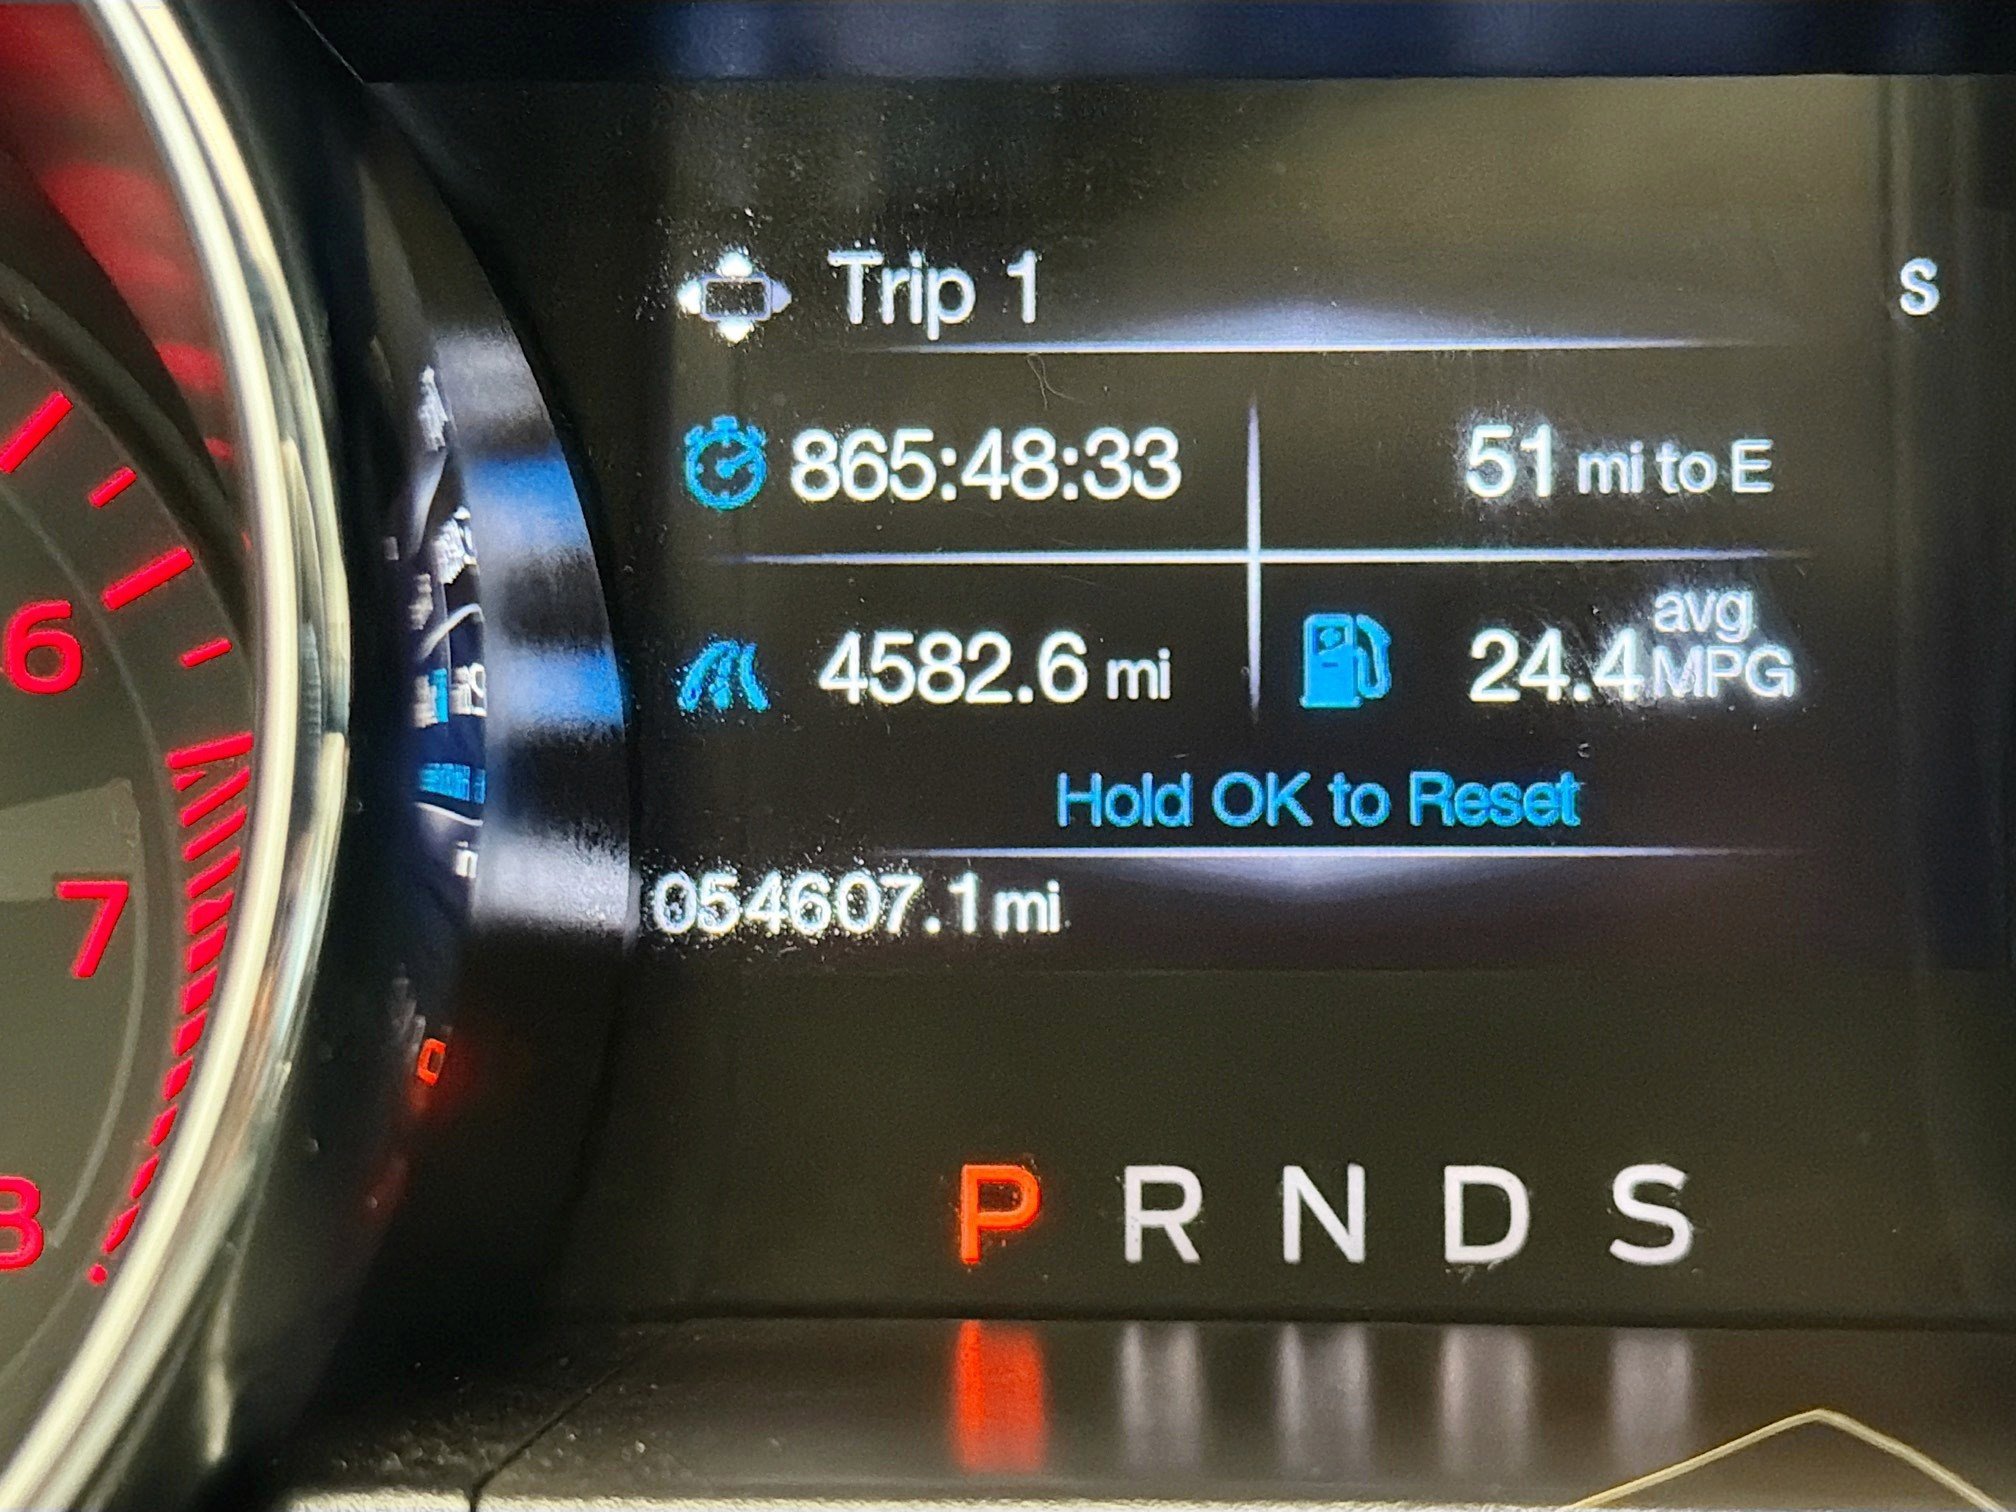 Trip 1
S
865:48:33
51 mi to E
4582.6 mi
24.4 avg MPG
Hold OK to Reset
054607.1 mi
P R N D S
6
7
8